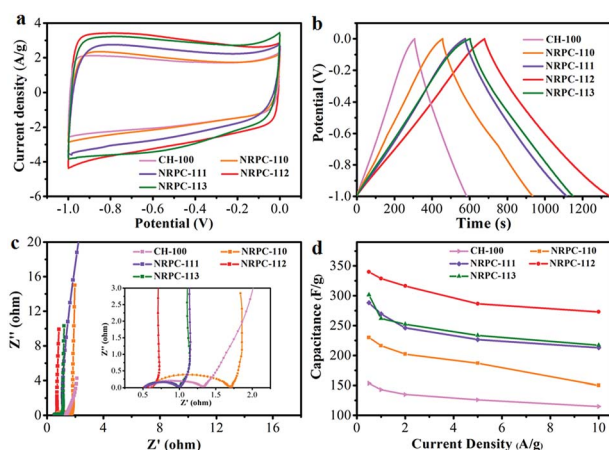 a
Current density (A/g)
6
4
2
0
-2
-4
-6
CH-100
NRPC-110
NRPC-111
NRPC-112
NRPC-113
-1.0
-0.8
-0.6
-0.4
-0.2
0.0
Potential (V)
b
Potential (V)
0.0
-0.2
-0.4
-0.6
-0.8
-1.0
CH-100
NRPC-110
NRPC-111
NRPC-112
NRPC-113
0 200 400 600 800 1000 1200
Time (s)
c
Z'' (ohm)
20
16
12
8
4
0
CH-100
NRPC-110
NRPC-111
NRPC-112
NRPC-113
Z'' (ohm)
3.0
2.5
2.0
1.5
1.0
0.5
0.0
0.5 1.0 1.5 2.0
Z' (ohm)
0 4 8 12 16
Z' (ohm)
d
Capacitance (F/g)
400
350
300
250
200
150
100
CH-100
NRPC-110
NRPC-111
NRPC-112
NRPC-113
0 2 4 6 8 10
Current Density (A/g)